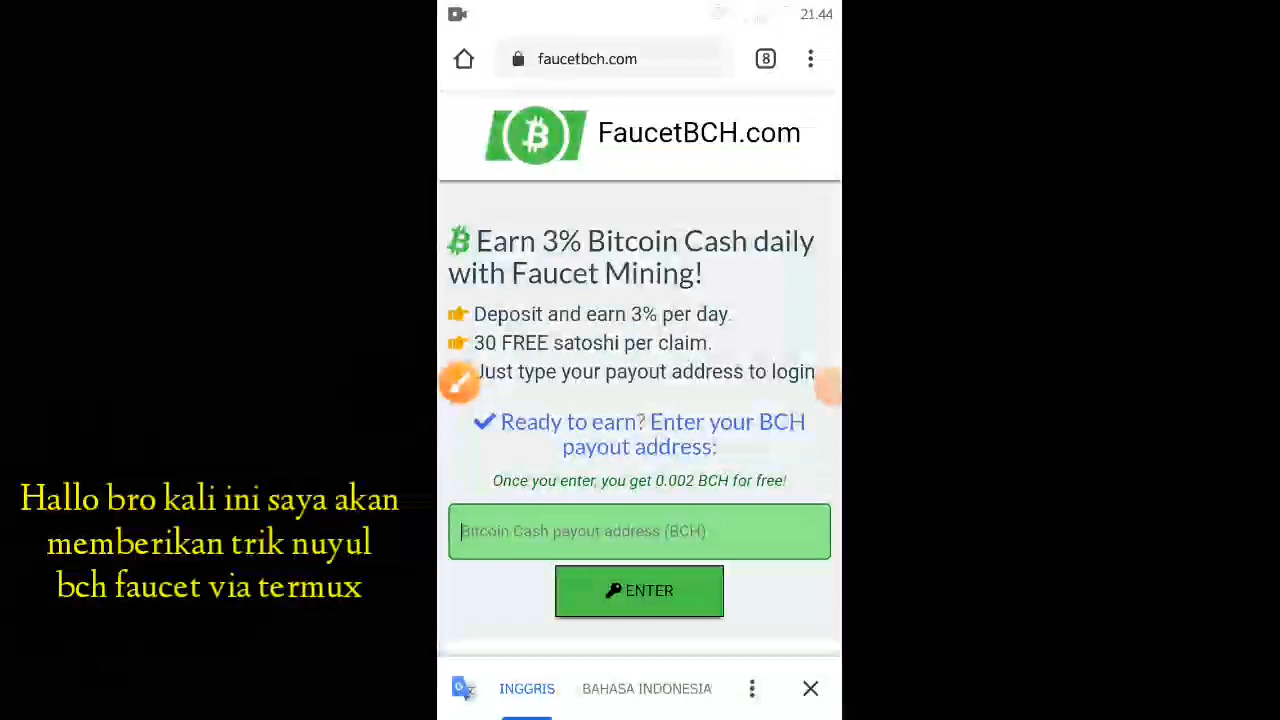 21.44
faucetbch.com
8
FaucetBCH.com
Earn 3% Bitcoin Cash daily
with Faucet Mining!
Deposit and earn 3% per day.
30 FREE satoshi per claim.
Just type your payout address to login
Ready to earn? Enter your BCH
payout address:
Once you enter, you get 0.002 BCH for free!
Bitcoin Cash payout address (BCH)
ENTER
INGGRIS BAHASA INDONESIA
Hallo bro kali ini saya akan
memberikan trik nuyul
bch faucet via termux